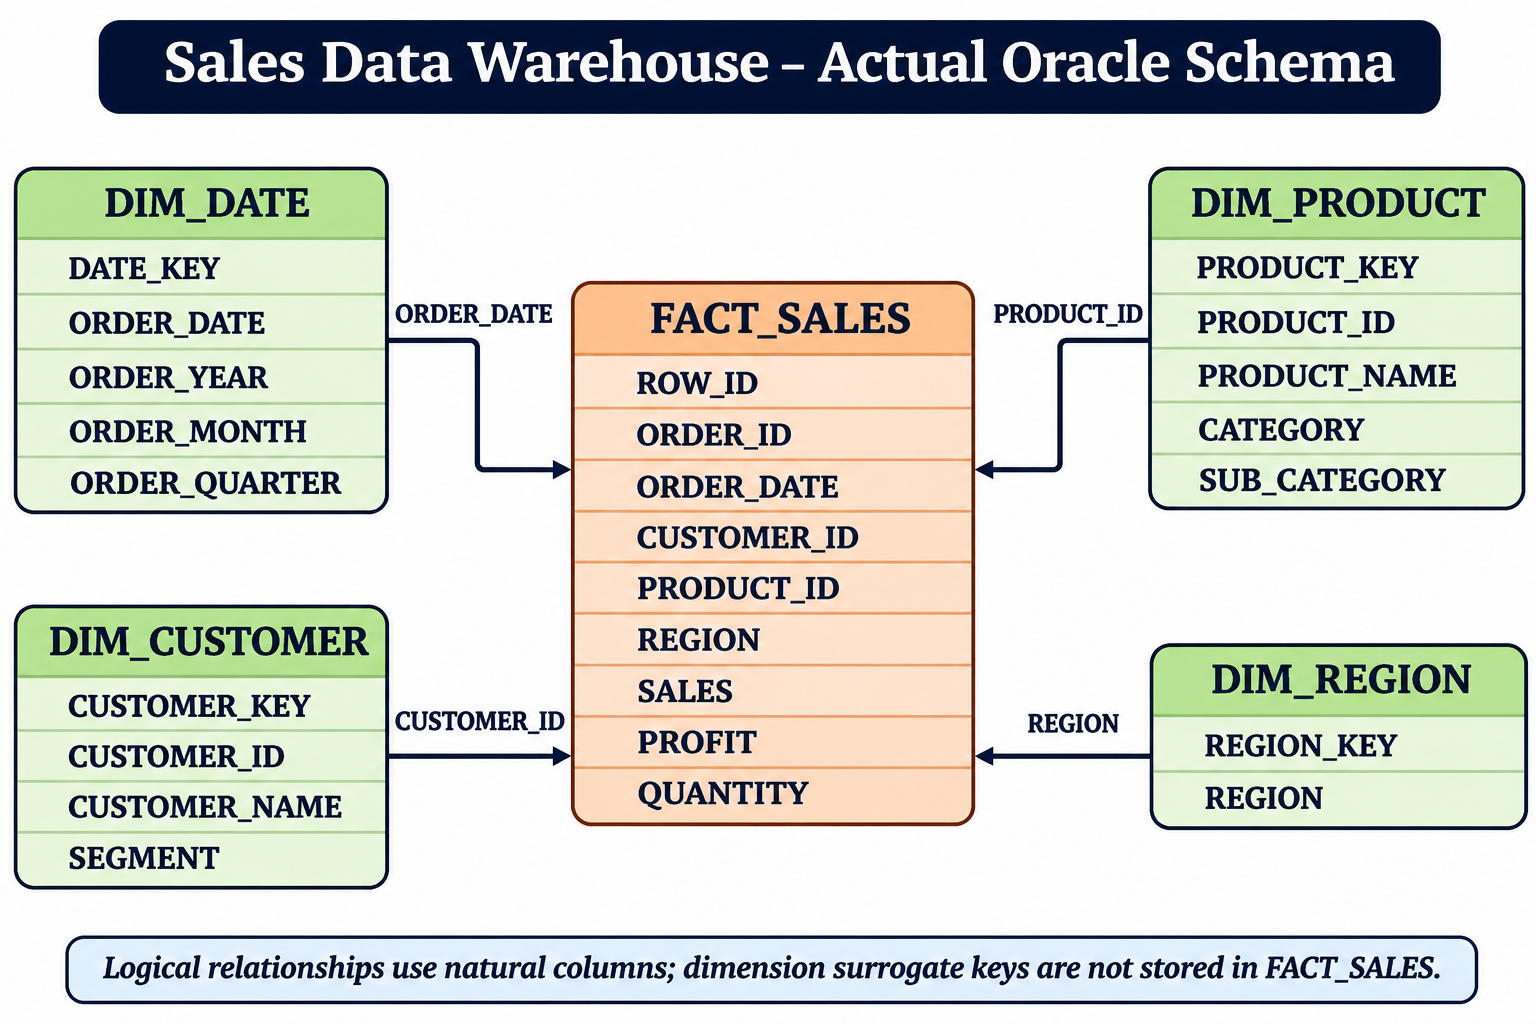 Sales Data Warehouse – Actual Oracle Schema
DIM_DATE
DATE_KEY
ORDER_DATE
ORDER_YEAR
ORDER_MONTH
ORDER_QUARTER
ORDER_DATE
DIM_CUSTOMER
CUSTOMER_KEY
CUSTOMER_ID
CUSTOMER_NAME
SEGMENT
CUSTOMER_ID
FACT_SALES
ROW_ID
ORDER_ID
ORDER_DATE
CUSTOMER_ID
PRODUCT_ID
REGION
SALES
PROFIT
QUANTITY
PRODUCT_ID
DIM_PRODUCT
PRODUCT_KEY
PRODUCT_ID
PRODUCT_NAME
CATEGORY
SUB_CATEGORY
REGION
DIM_REGION
REGION_KEY
REGION
Logical relationships use natural columns; dimension surrogate keys are not stored in FACT_SALES.